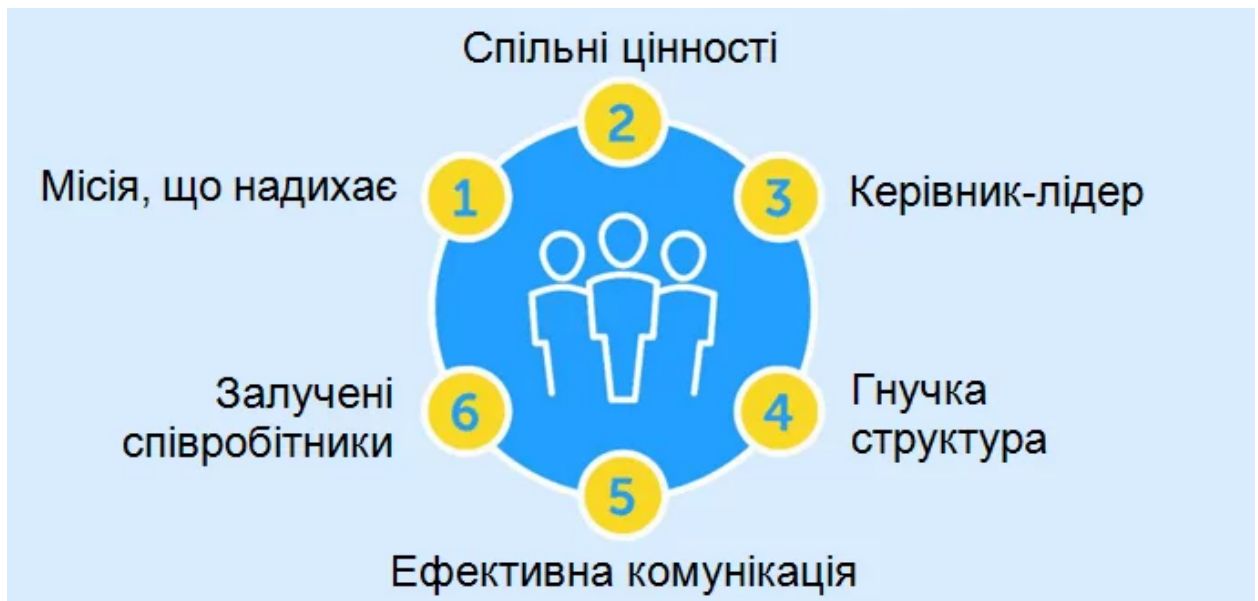 Спільні цінності
2
Місія, що надихає
1
3
Керівник-лідер
Залучені
співробітники
6
4
Гнучка
структура
5
Ефективна комунікація